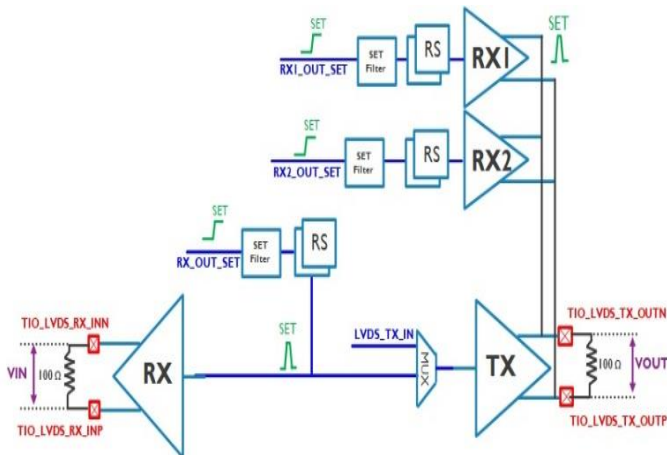 SET
SET
RX1_OUT_SET
SET
Filter
RS
RX1
SET
RX2_OUT_SET
SET
Filter
RS
RX2
SET
RX_OUT_SET
SET
Filter
RS
TIO_LVDS_RX_INN
VIN
100 Ω
RX
TIO_LVDS_RX_INP
SET
LVDS_TX_IN
MUX
TX
TIO_LVDS_TX_OUTN
100 Ω
VOUT
TIO_LVDS_TX_OUTP